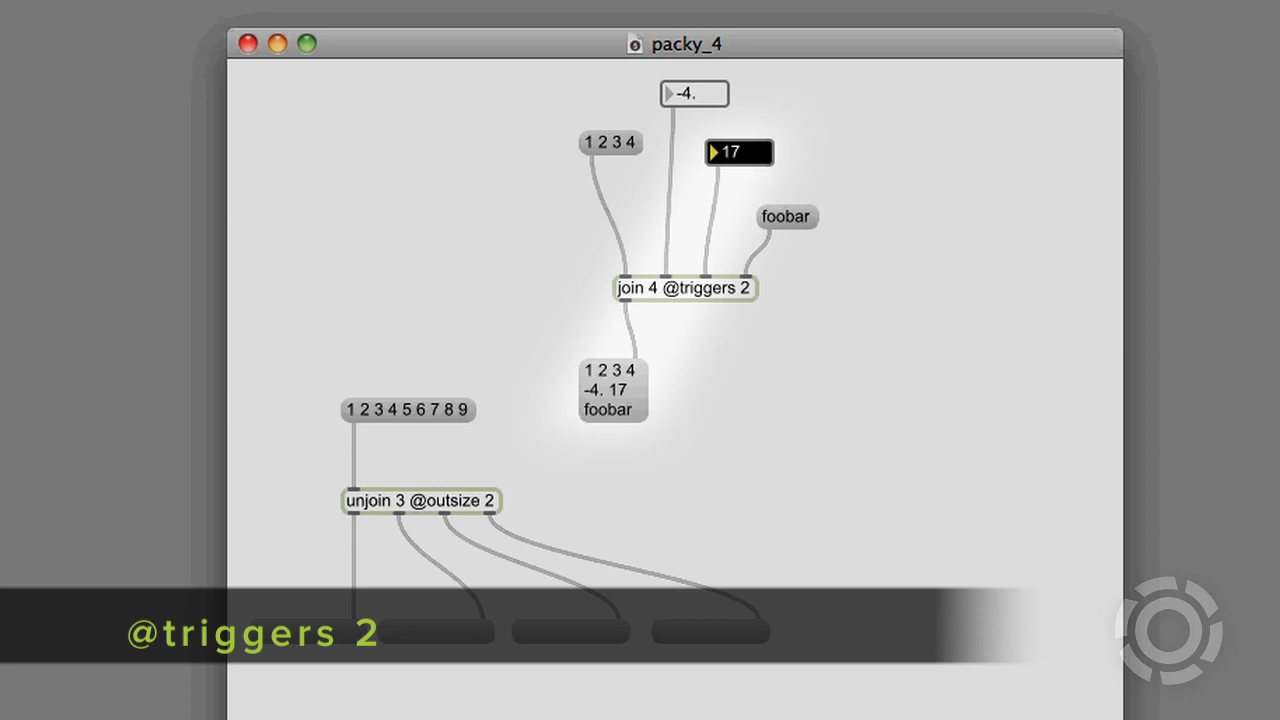 packy_4
-4.
1 2 3 4
17
foobar
join 4 @triggers 2
1 2 3 4
-4. 17
foobar
1 2 3 4 5 6 7 8 9
unjoin 3 @outsize 2
@triggers 2